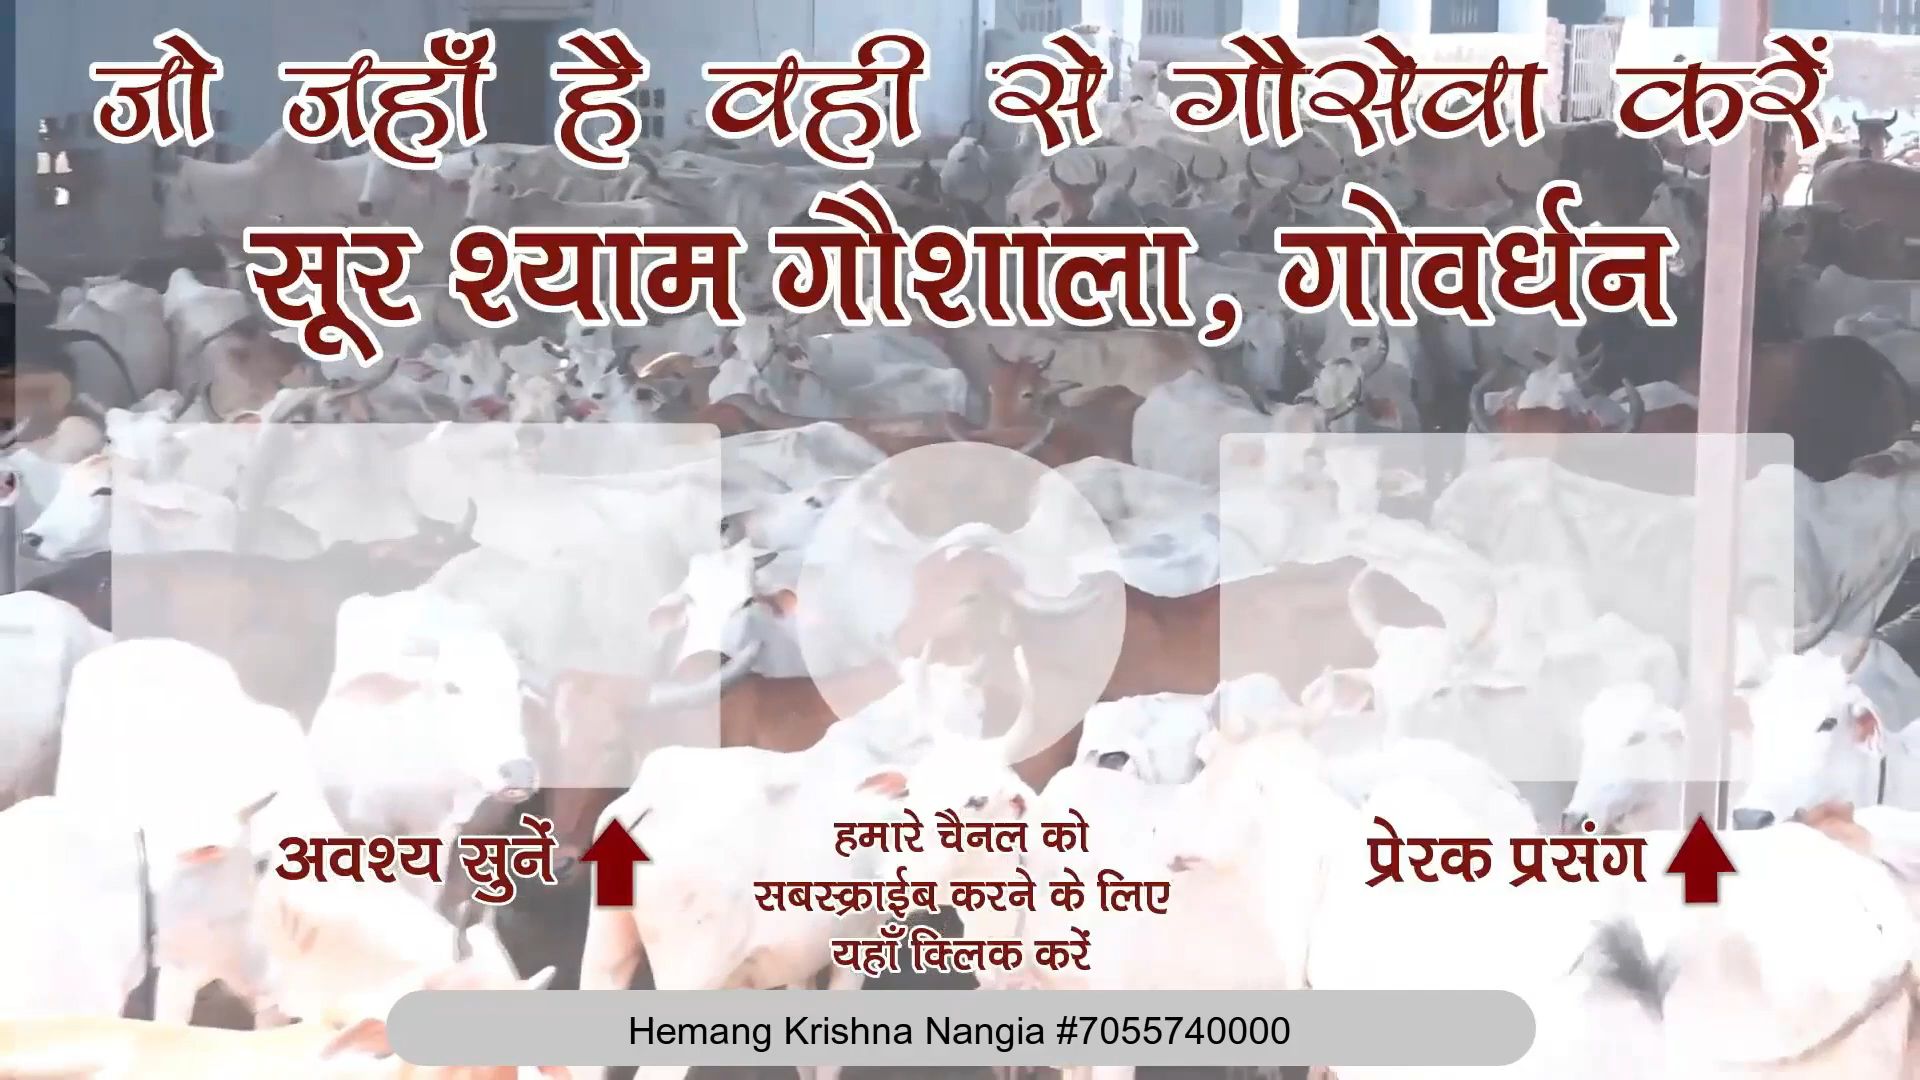 जो जहाँ है वही से गौसेवा करें
सूर श्याम गौशाला, गोवर्धन
अवश्य सुनें
हमारे चैनल को
सबस्क्राईब करने के लिए
यहाँ क्लिक करें
प्रेरक प्रसंग
Hemang Krishna Nangia #7055740000